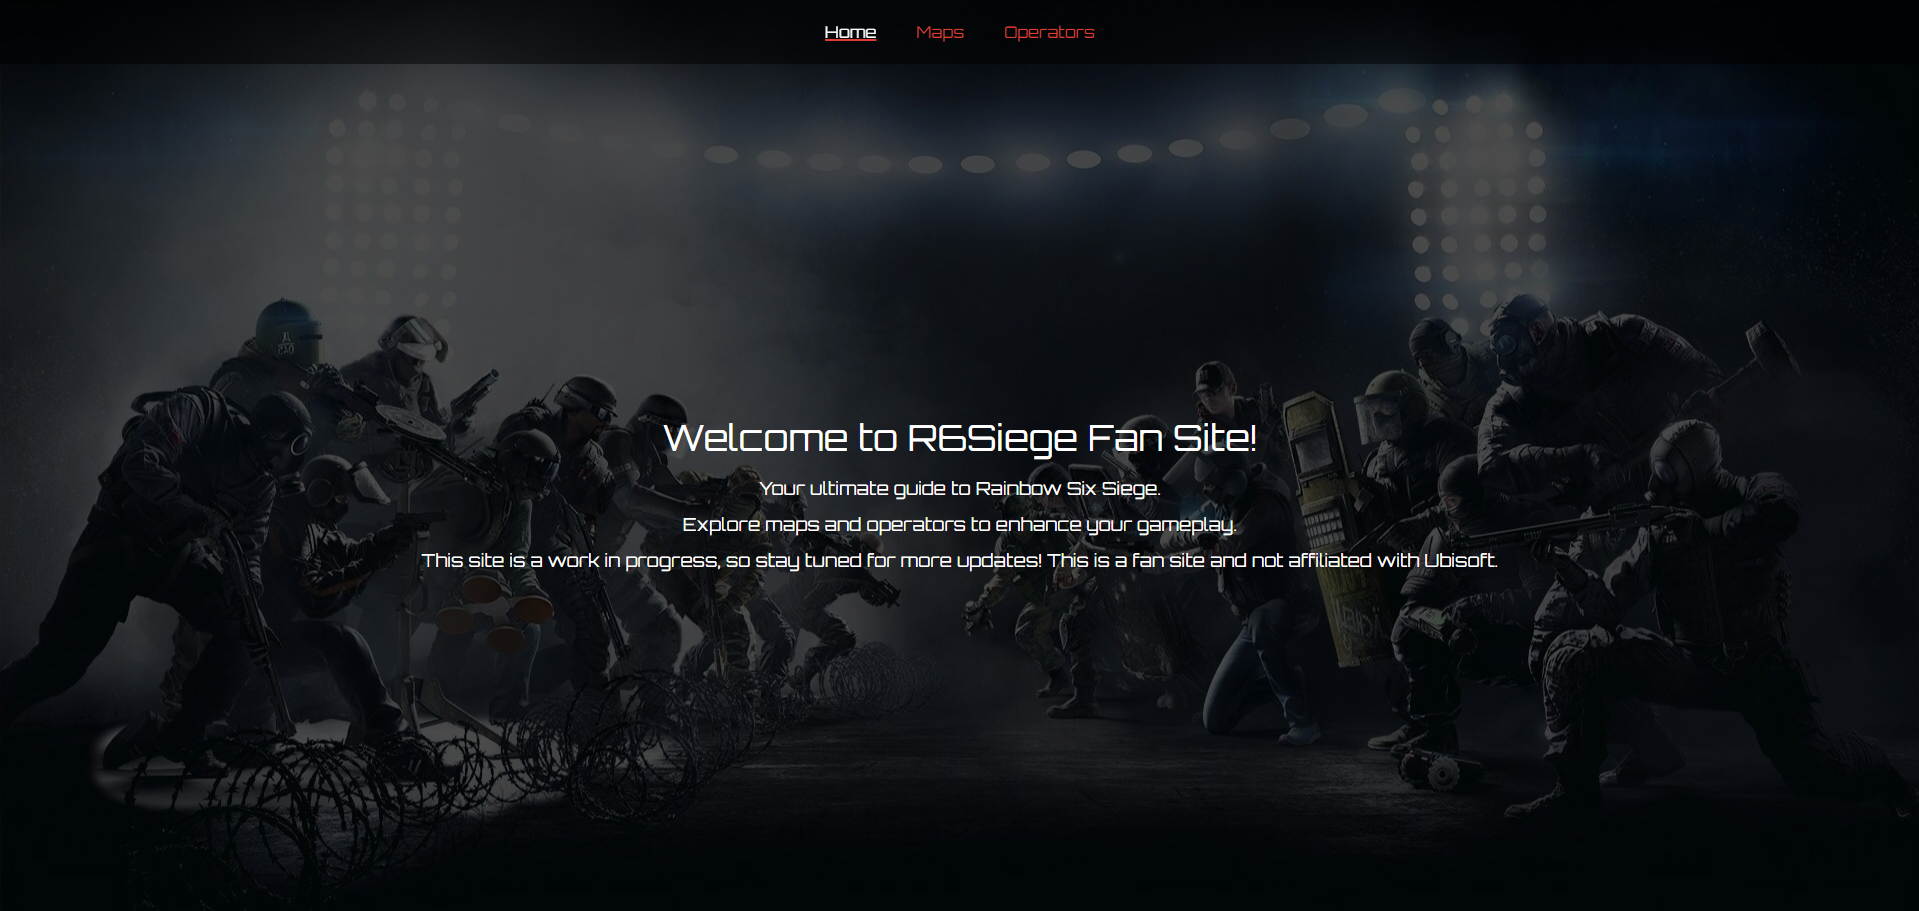 Home
Maps
Operators
Welcome to R6Siege Fan Site!
Your ultimate guide to Rainbow Six Siege.
Explore maps and operators to enhance your gameplay.
This site is a work in progress, so stay tuned for more updates! This is a fan site and not affiliated with Ubisoft.